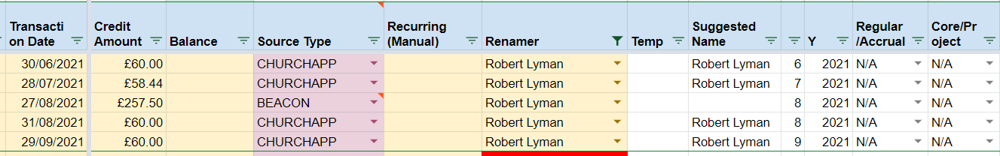 Transacti on Date Credit Amount Balance Source Type Recurring (Manual) Renamer Temp Suggested Name Y Regular /Accrual Core/Pr oject
30/06/2021 £60.00 CHURCHAPP Robert Lyman Robert Lyman 6 2021 N/A N/A
28/07/2021 £58.44 CHURCHAPP Robert Lyman Robert Lyman 7 2021 N/A N/A
27/08/2021 £257.50 BEACON Robert Lyman 8 2021 N/A N/A
31/08/2021 £60.00 CHURCHAPP Robert Lyman Robert Lyman 8 2021 N/A N/A
29/09/2021 £60.00 CHURCHAPP Robert Lyman Robert Lyman 9 2021 N/A N/A